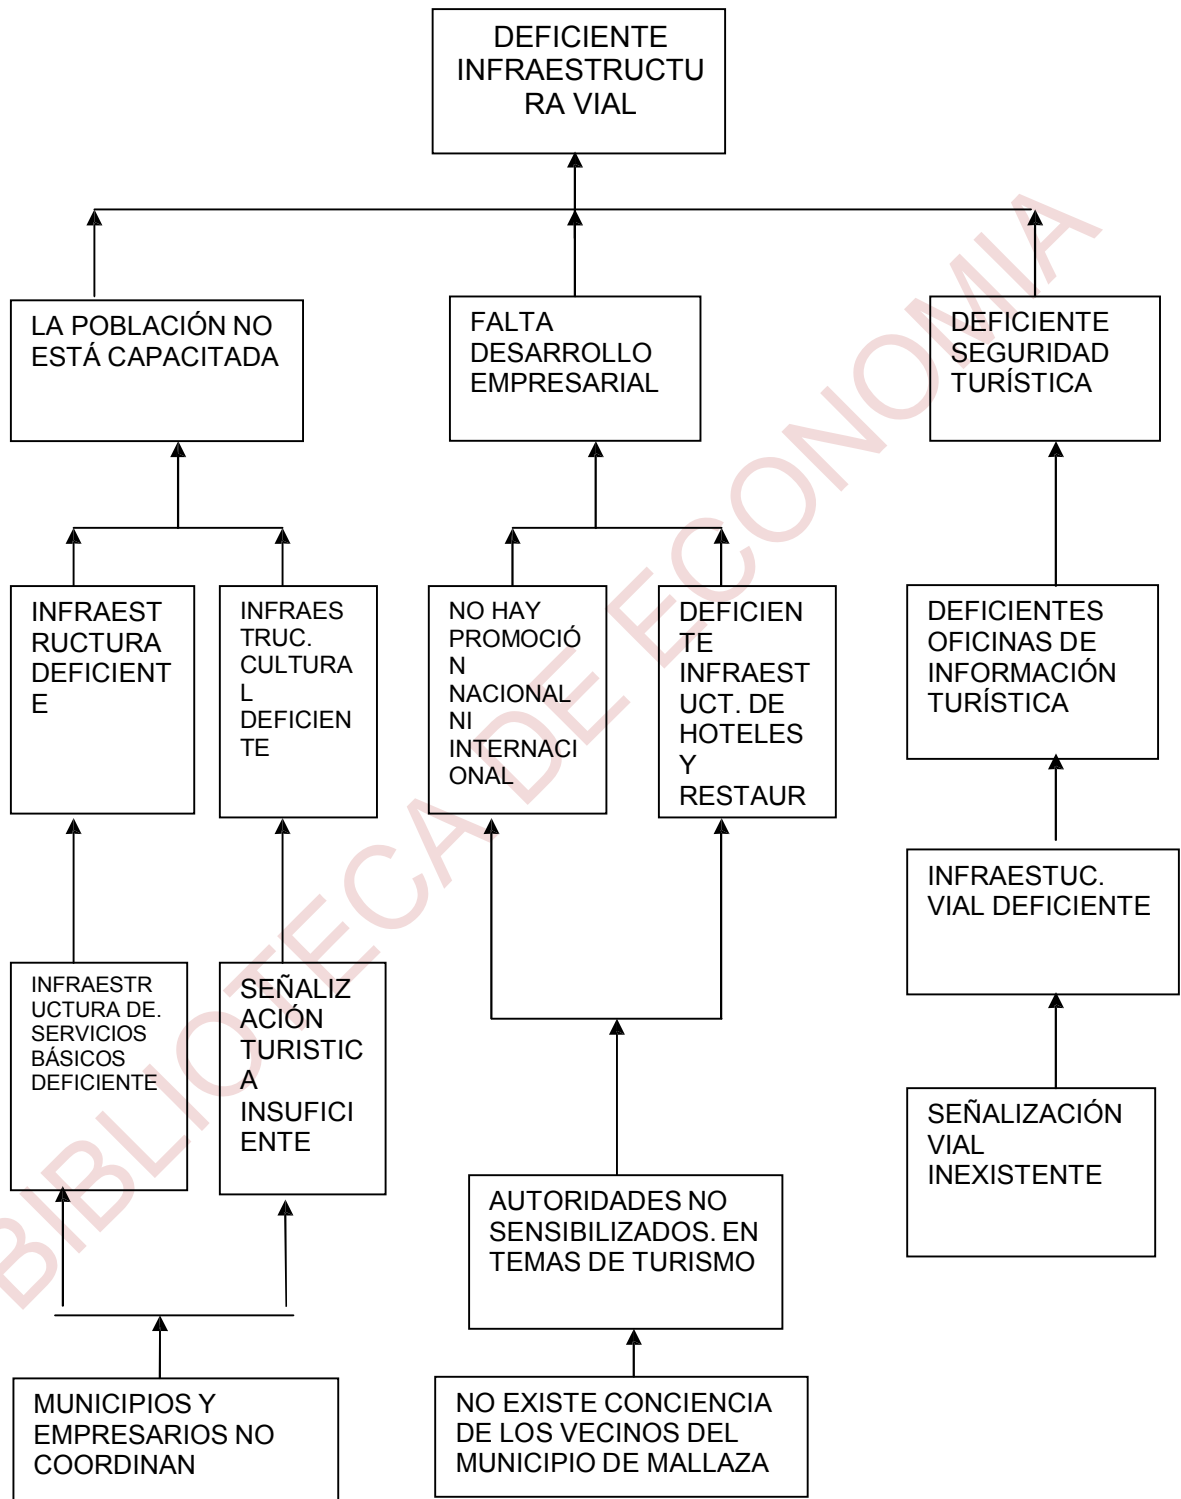 DEFICIENTE
INFRAESTRUCTU
RA VIAL
LA POBLACIÓN NO
ESTÁ CAPACITADA
FALTA
DESARROLLO
EMPRESARIAL
DEFICIENTE
SEGURIDAD
TURÍSTICA
INFRAEST
RUCTURA
DEFICIENT
E
INFRAES
TRUC.
CULTURA
L
DEFICIEN
TE
NO HAY
PROMOCIÓ
N
NACIONAL
NI
INTERNACI
ONAL
DEFICIEN
TE
INFRAEST
UCT. DE
HOTELES
Y
RESTAUR
DEFICIENTES
OFICINAS DE
INFORMACIÓN
TURÍSTICA
INFRAESTUC.
VIAL DEFICIENTE
INFRAESTR
UCTURA DE.
SERVICIOS
BÁSICOS
DEFICIENTE
SEÑALIZ
ACIÓN
TURISTIC
A
INSUFICI
ENTE
SEÑALIZACIÓN
VIAL
INEXISTENTE
AUTORIDADES NO
SENSIBILIZADOS. EN
TEMAS DE TURISMO
MUNICIPIOS Y
EMPRESARIOS NO
COORDINAN
NO EXISTE CONCIENCIA
DE LOS VECINOS DEL
MUNICIPIO DE MALLAZA
BIBLIOTECA DE ECONOMIA